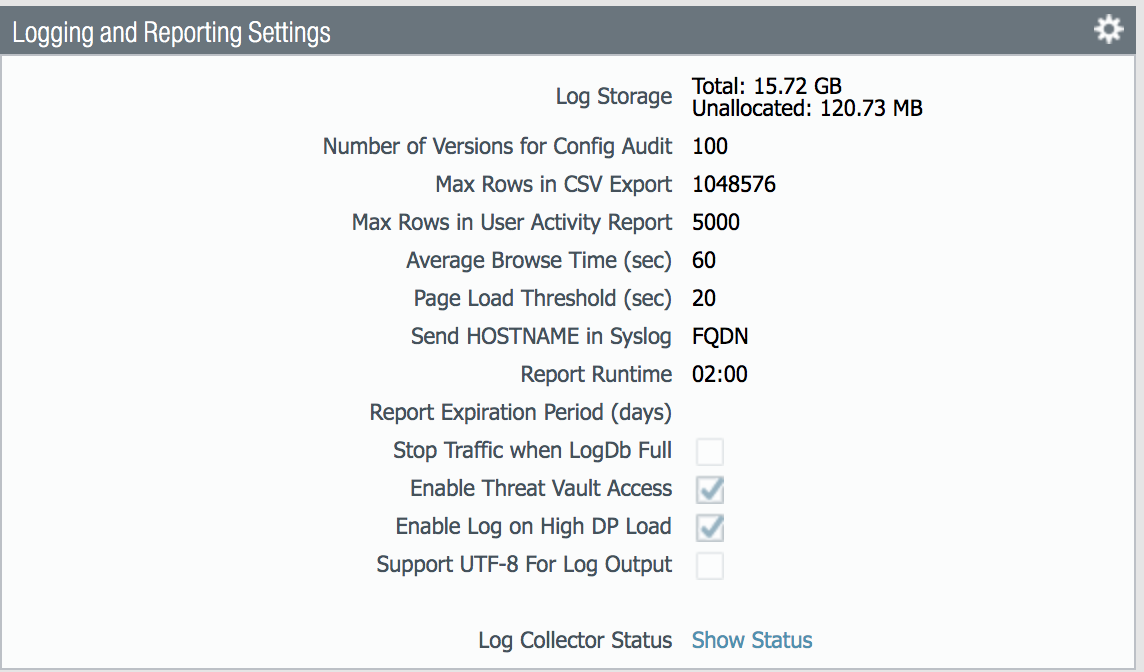 Logging and Reporting Settings
Log Storage Total: 15.72 GB
Unallocated: 120.73 MB
Number of Versions for Config Audit 100
Max Rows in CSV Export 1048576
Max Rows in User Activity Report 5000
Average Browse Time (sec) 60
Page Load Threshold (sec) 20
Send HOSTNAME in Syslog FQDN
Report Runtime 02:00
Report Expiration Period (days)
Stop Traffic when LogDb Full
Enable Threat Vault Access
Enable Log on High DP Load
Support UTF-8 For Log Output
Log Collector Status Show Status